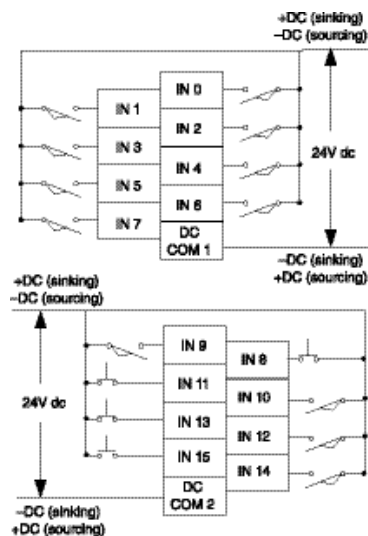 +DC (sinking)
–DC (sourcing)
IN 0
IN 1
IN 2
IN 3
IN 4
24V dc
IN 5
IN 6
IN 7
DC
COM 1
–DC (sinking)
+DC (sourcing)
+DC (sinking)
–DC (sourcing)
IN 9
IN 8
IN 11
IN 10
24V dc
IN 13
IN 12
IN 15
IN 14
DC
COM 2
–DC (sinking)
+DC (sourcing)